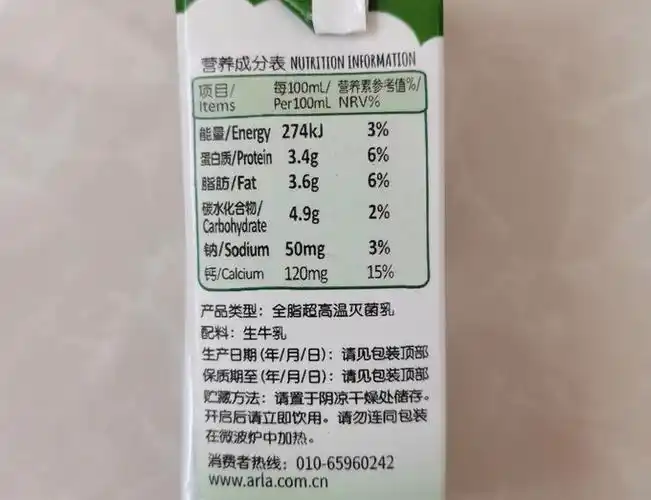 营养成分表 NUTRITION INFORMATION
项目/ 每100mL/ 营养素参考值%/
Items Per100mL NRV%
能量/Energy 274kJ 3%
蛋白质/Protein 3.4g 6%
脂肪/Fat 3.6g 6%
碳水化合物/
Carbohydrate 4.9g 2%
钠/Sodium 50mg 3%
钙/Calcium 120mg 15%
产品类型：全脂超高温灭菌乳
配料：生牛乳
生产日期(年/月/日)：请见包装顶部
保质期至(年/月/日)：请见包装顶部
贮藏方法：请置于阴凉干燥处储存。
开启后请立即饮用。请勿连同包装
在微波炉中加热。
消费者热线：010-65960242
www.arla.com.cn